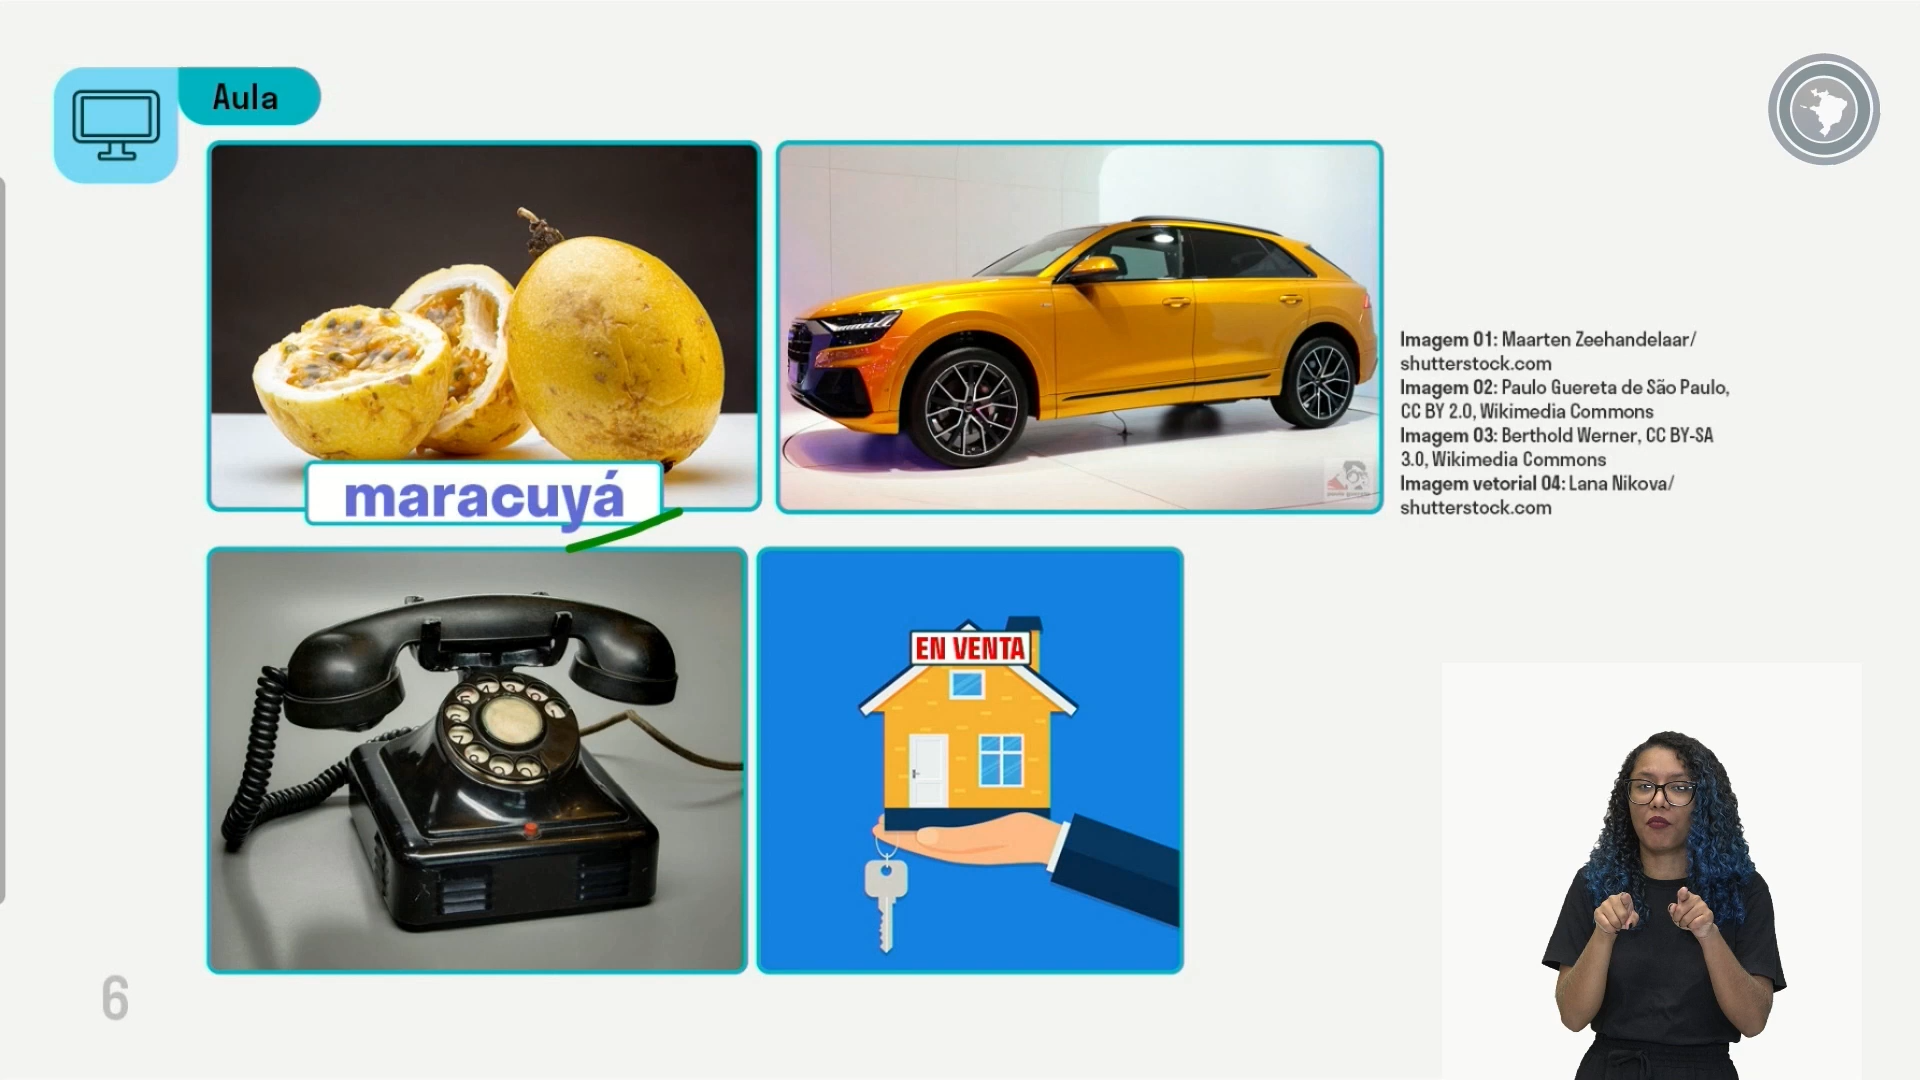 Aula
maracuyá
EN VENTA
Imagem 01: Maarten Zeehandelaar/
shutterstock.com
Imagem 02: Paulo Guereta de São Paulo,
CC BY 2.0, Wikimedia Commons
Imagem 03: Berthold Werner, CC BY-SA
3.0, Wikimedia Commons
Imagem vetorial 04: Lana Nikova/
shutterstock.com
6